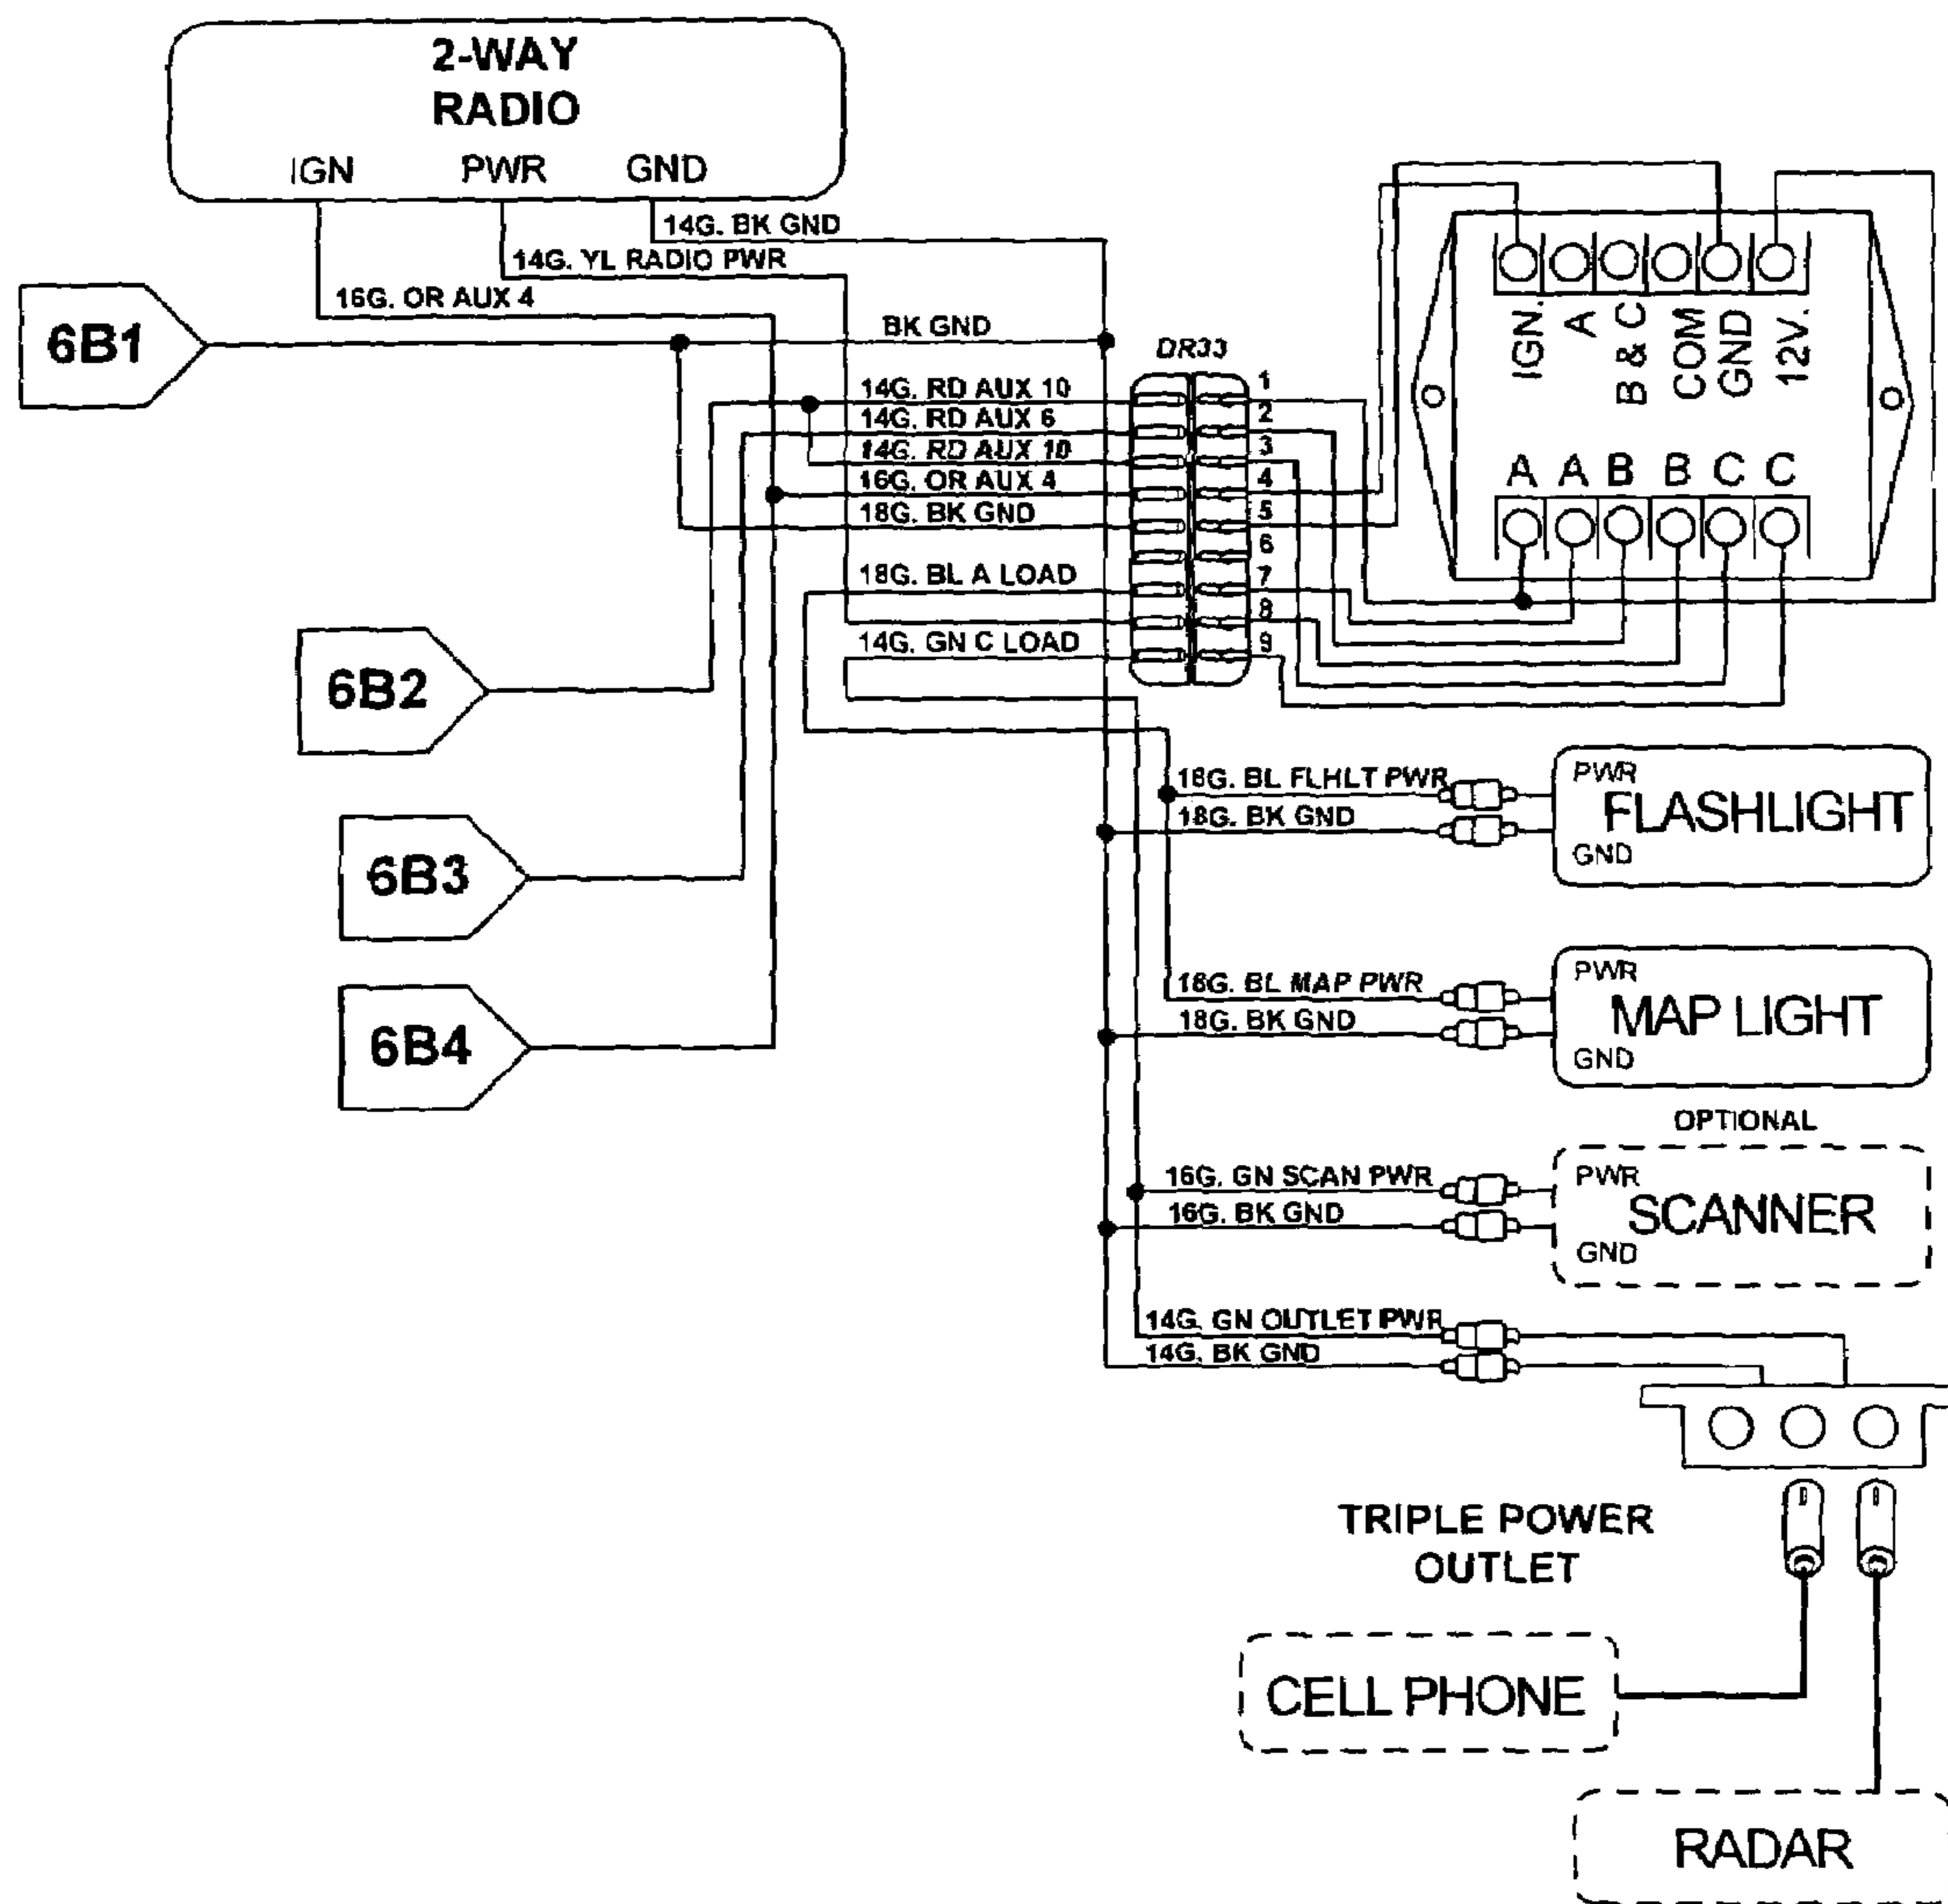 2-WAY
RADIO
IGN PWR GND
14G. BK GND
14G. YL RADIO PWR
16G. OR AUX 4
6B1
BK GND
DR33
14G. RD AUX 10
14G. RD AUX 6
14G. RD AUX 10
16G. OR AUX 4
18G. BK GND
18G. BL A LOAD
14G. GN C LOAD
1
2
3
4
5
6
7
8
9
IGN.
A
B & C
COM
GND
12V.
A A B B C C
6B2
6B3
6B4
18G. BL FLHLT PWR
18G. BK GND
PWR
FLASHLIGHT
GND
18G. BL MAP PWR
18G. BK GND
PWR
MAP LIGHT
GND
OPTIONAL
16G. GN SCAN PWR
16G. BK GND
PWR
SCANNER
GND
14G. GN OUTLET PWR
14G. BK GND
TRIPLE POWER
OUTLET
CELL PHONE
RADAR